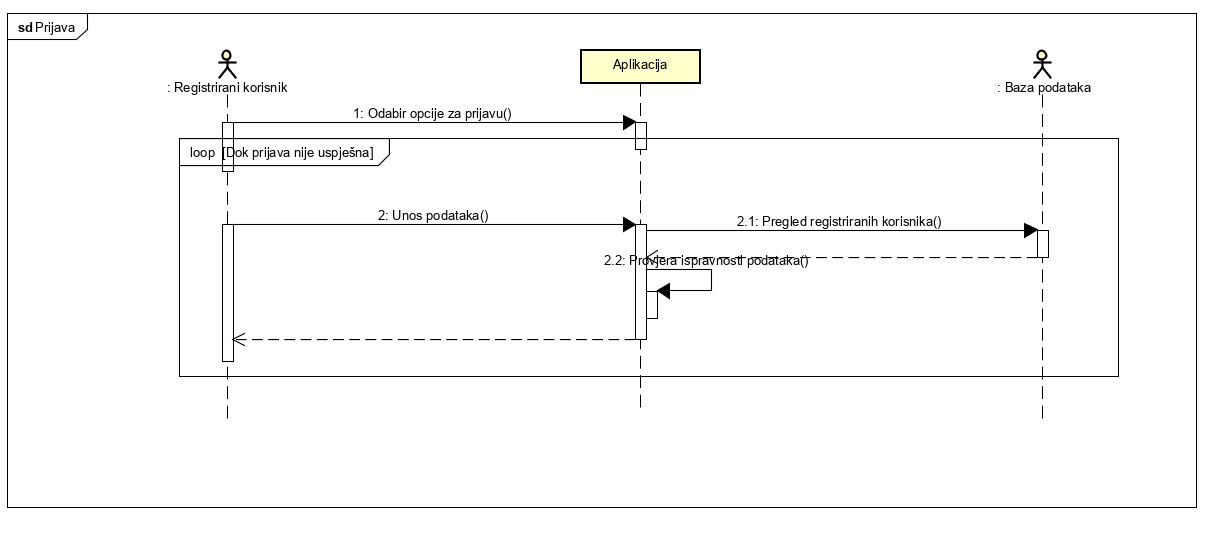 sd Prijava
: Registrirani korisnik
Aplikacija
: Baza podataka
1: Odabir opcije za prijavu()
loop [Dok prijava nije uspješna]
2: Unos podataka()
2.1: Pregled registriranih korisnika()
2.2: Provjera ispravnosti podataka()